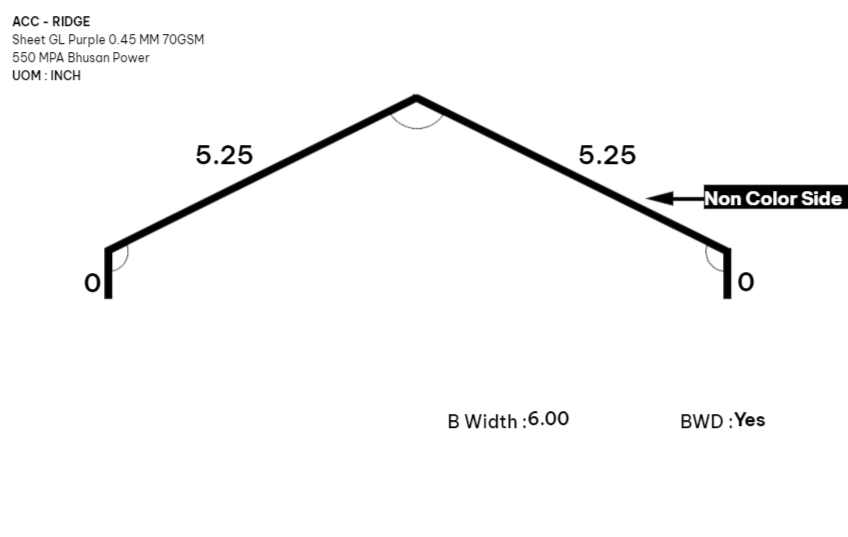 ACC - RIDGE
Sheet GL Purple 0.45 MM 70GSM
550 MPA Bhusan Power
UOM : INCH
5.25
5.25
Non Color Side
0
0
B Width :6.00
BWD :Yes